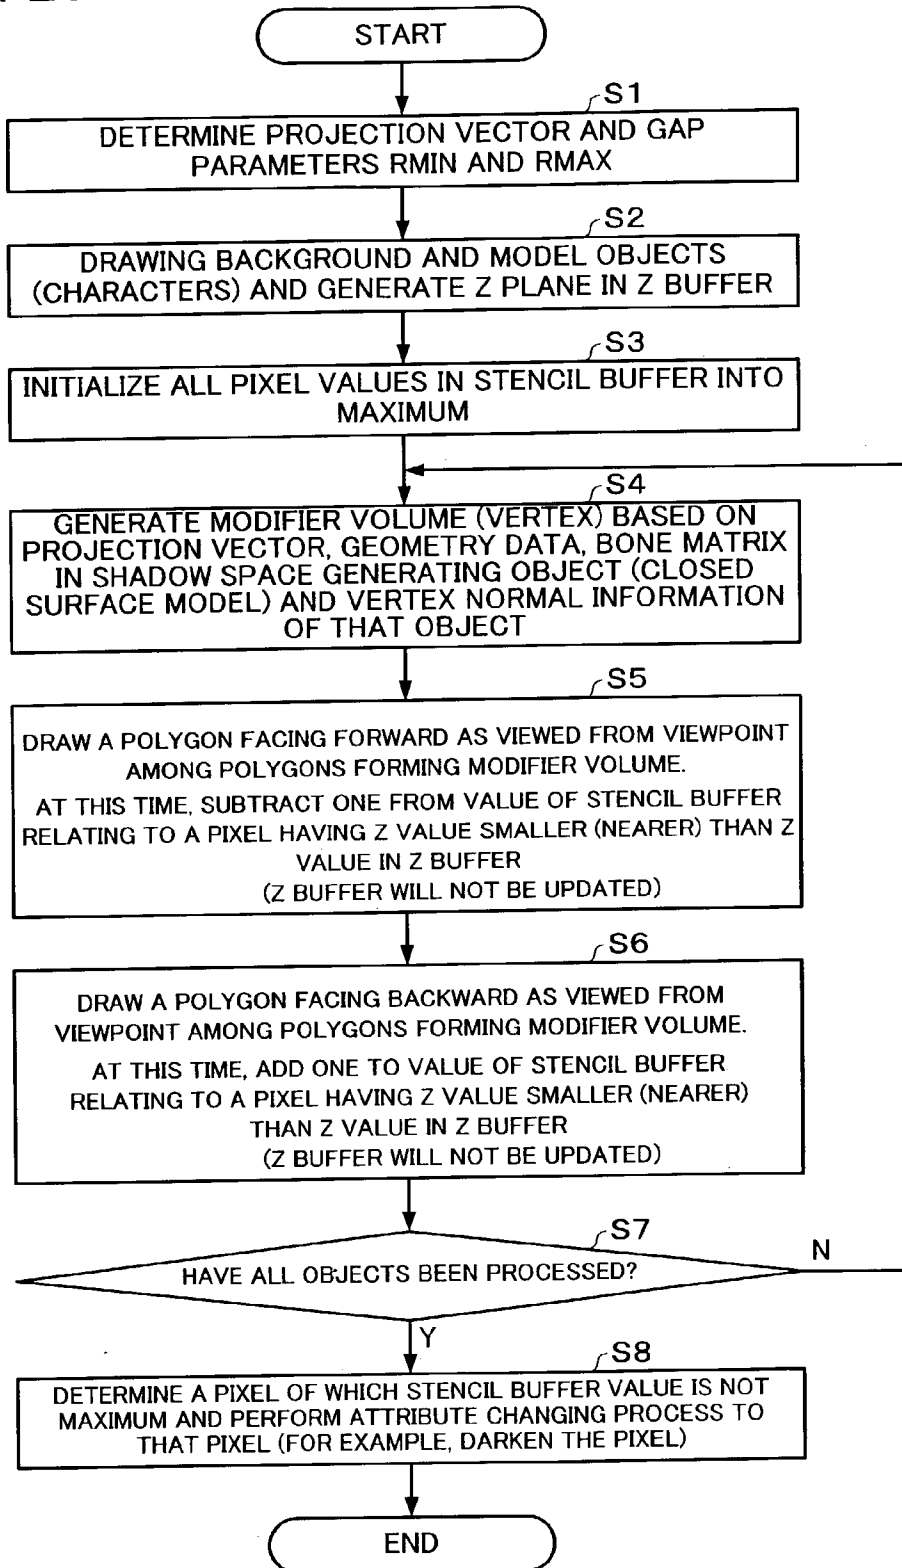 START
S1
DETERMINE PROJECTION VECTOR AND GAP
PARAMETERS RMIN AND RMAX
S2
DRAWING BACKGROUND AND MODEL OBJECTS
(CHARACTERS) AND GENERATE Z PLANE IN Z BUFFER
S3
INITIALIZE ALL PIXEL VALUES IN STENCIL BUFFER INTO
MAXIMUM
S4
GENERATE MODIFIER VOLUME (VERTEX) BASED ON
PROJECTION VECTOR, GEOMETRY DATA, BONE MATRIX
IN SHADOW SPACE GENERATING OBJECT (CLOSED
SURFACE MODEL) AND VERTEX NORMAL INFORMATION
OF THAT OBJECT
S5
DRAW A POLYGON FACING FORWARD AS VIEWED FROM VIEWPOINT
AMONG POLYGONS FORMING MODIFIER VOLUME.
AT THIS TIME, SUBTRACT ONE FROM VALUE OF STENCIL BUFFER
RELATING TO A PIXEL HAVING Z VALUE SMALLER (NEARER) THAN Z
VALUE IN Z BUFFER
(Z BUFFER WILL NOT BE UPDATED)
S6
DRAW A POLYGON FACING BACKWARD AS VIEWED FROM
VIEWPOINT AMONG POLYGONS FORMING MODIFIER VOLUME.
AT THIS TIME, ADD ONE TO VALUE OF STENCIL BUFFER
RELATING TO A PIXEL HAVING Z VALUE SMALLER (NEARER)
THAN Z VALUE IN Z BUFFER
(Z BUFFER WILL NOT BE UPDATED)
S7
N
HAVE ALL OBJECTS BEEN PROCESSED?
Y
S8
DETERMINE A PIXEL OF WHICH STENCIL BUFFER VALUE IS NOT
MAXIMUM AND PERFORM ATTRIBUTE CHANGING PROCESS TO
THAT PIXEL (FOR EXAMPLE, DARKEN THE PIXEL)
END